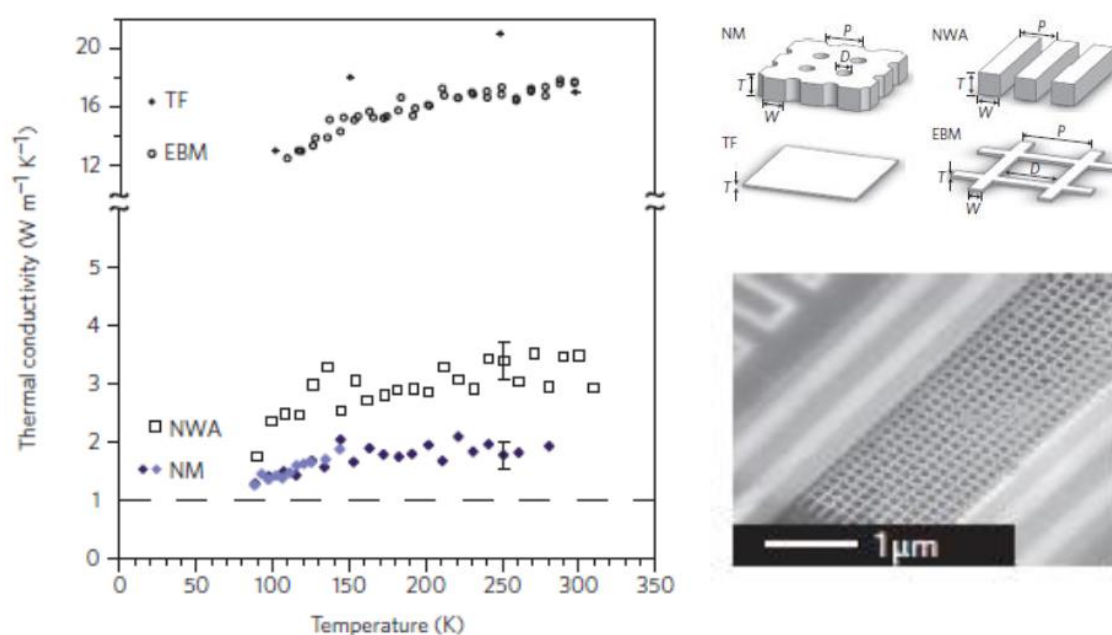 20
16
12
5
4
3
2
1
0
TF
EBM
NWA
NM
Thermal conductivity (W m⁻¹ K⁻¹)
0 50 100 150 200 250 300 350
Temperature (K)
NM
P
D
T
W
NWA
P
T
W
TF
T
EBM
P
D
T
W
1μm